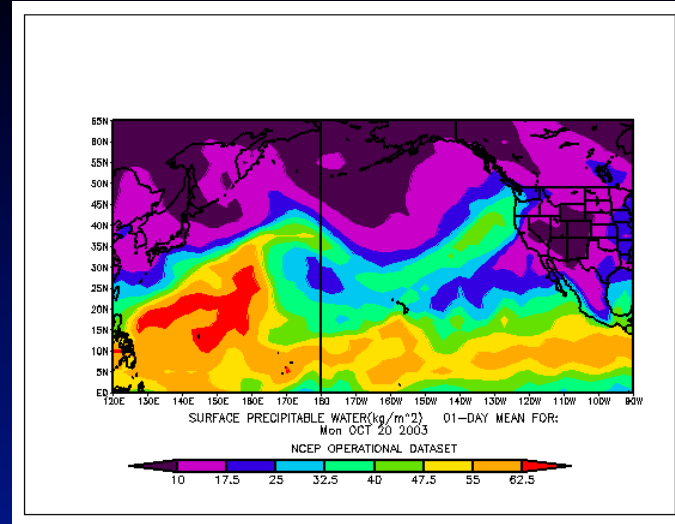 65N
60N
55N
50N
45N
40N
35N
30N
25N
20N
15N
10N
5N
EQ
120E 130E 140E 150E 160E 170E 180 170W 160W 150W 140W 130W 120W 110W 100W 90W
SURFACE PRECIPITABLE WATER(kg/m^2) 01-DAY MEAN FOR:
Mon OCT 20 2003
NCEP OPERATIONAL DATASET
10 17.5 25 32.5 40 47.5 55 62.5